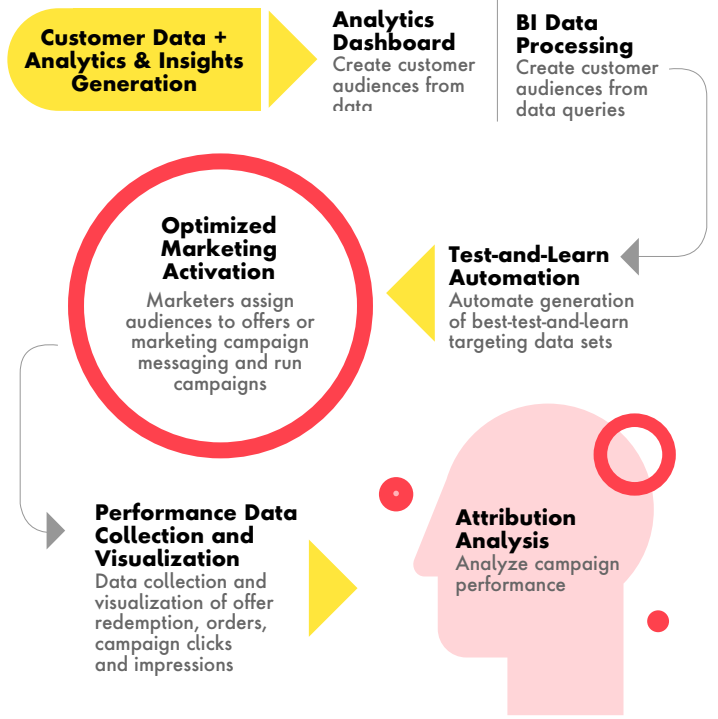 Customer Data +
Analytics & Insights
Generation
Analytics
Dashboard
Create customer
audiences from
data
BI Data
Processing
Create customer
audiences from
data queries
Test-and-Learn
Automation
Automate generation
of best-test-and-learn
targeting data sets
Optimized
Marketing
Activation
Marketers assign
audiences to offers or
marketing campaign
messaging and run
campaigns
Performance Data
Collection and
Visualization
Data collection and
visualization of offer
redemption, orders,
campaign clicks
and impressions
Attribution
Analysis
Analyze campaign
performance